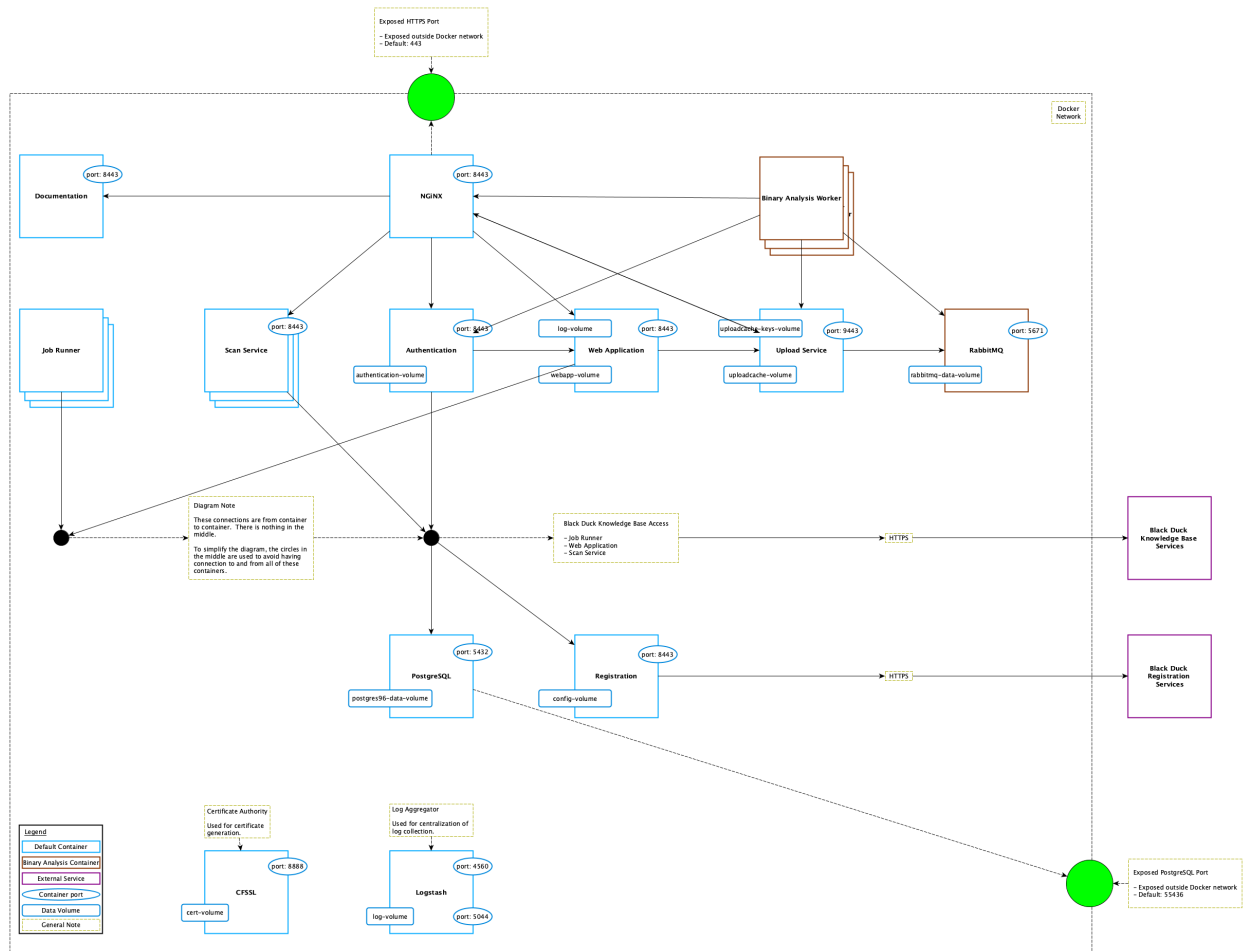 Exposed HTTPS Port
– Exposed outside Docker network
– Default: 443
Docker
Network
port: 8443
Documentation
port: 8443
NGiNX
Binary Analysis Worker
Job Runner
port: 8443
Scan Service
port: 8443
Authentication
authentication-volume
log-volume
port: 8443
Web Application
webapp-volume
uploadcache-keys-volume
port: 9443
Upload Service
uploadcache-volume
port: 5671
RabbitMQ
rabbitmq-data-volume
Diagram Note
These connections are from container
to container.  There is nothing in the
middle.
To simplify the diagram, the circles in
the middle are used to avoid having
connection to and from all of these
containers.
Black Duck Knowledge Base Access
– Job Runner
– Web Application
– Scan Service
HTTPS
Black Duck
Knowledge Base
Services
port: 5432
PostgreSQL
postgres96-data-volume
port: 8443
Registration
config-volume
HTTPS
Black Duck
Registration
Services
Certificate Authority
Used for certificate
generation.
port: 8888
CFSSL
cert-volume
Log Aggregator
Used for centralization of
log collection.
port: 4560
Logstash
log-volume
port: 5044
Exposed PostgreSQL Port
– Exposed outside Docker network
– Default: 55436
Legend
Default Container
Binary Analysis Container
External Service
Container port
Data Volume
General Note